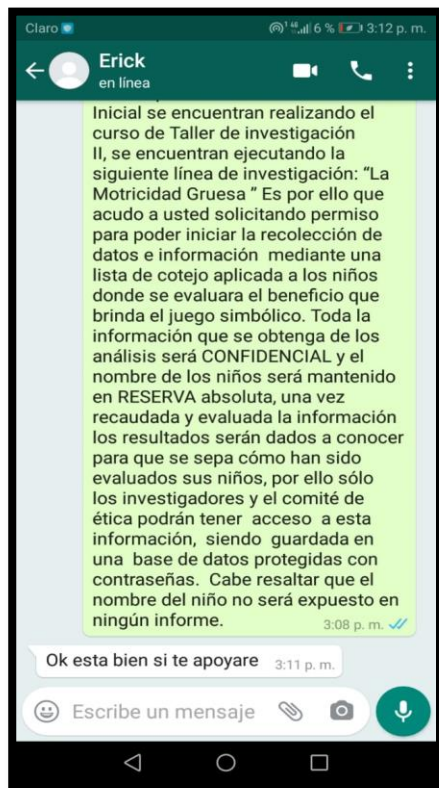 Claro 6 % 3:12 p. m.
Erick
en línea
Inicial se encuentran realizando el
curso de Taller de investigación
II, se encuentran ejecutando la
siguiente línea de investigación: “La
Motricidad Gruesa ” Es por ello que
acudo a usted solicitando permiso
para poder iniciar la recolección de
datos e información mediante una
lista de cotejo aplicada a los niños
donde se evaluara el beneficio que
brinda el juego simbólico. Toda la
información que se obtenga de los
análisis será CONFIDENCIAL y el
nombre de los niños será mantenido
en RESERVA absoluta, una vez
recaudada y evaluada la información
los resultados serán dados a conocer
para que se sepa cómo han sido
evaluados sus niños, por ello sólo
los investigadores y el comité de
ética podrán tener acceso a esta
información, siendo guardada en
una base de datos protegidas con
contraseñas. Cabe resaltar que el
nombre del niño no será expuesto en
ningún informe. 3:08 p. m.
Ok esta bien si te apoyare 3:11 p. m.
Escribe un mensaje